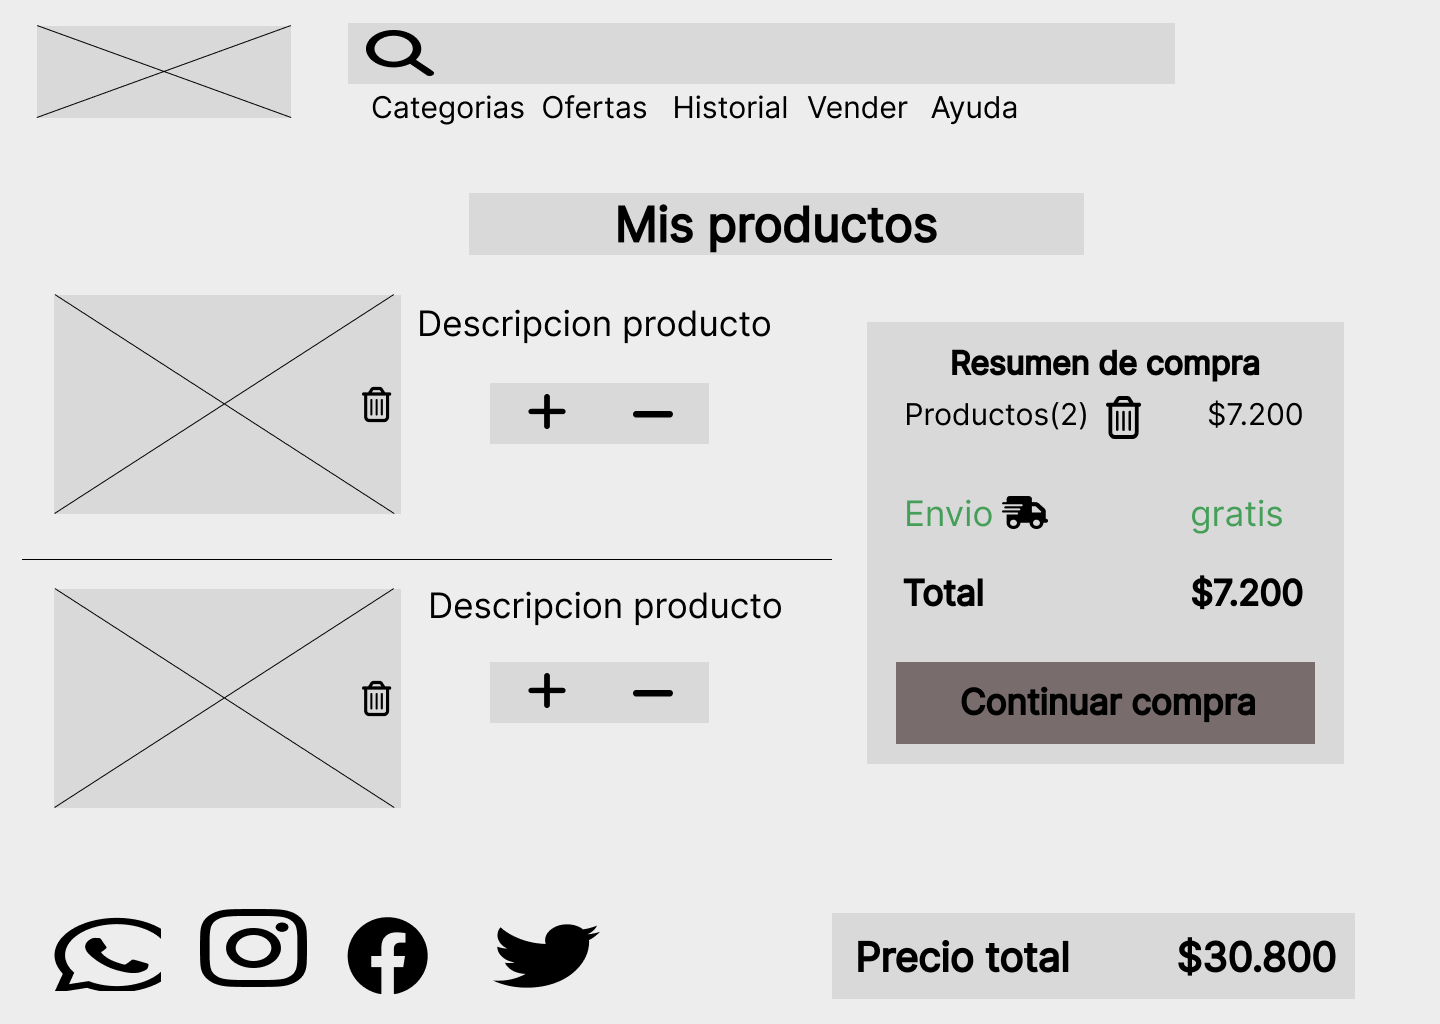 Categorias Ofertas Historial Vender Ayuda
Mis productos
Descripcion producto
Resumen de compra
Productos(2) $7.200
Envio gratis
Total $7.200
Continuar compra
Descripcion producto
Precio total $30.800